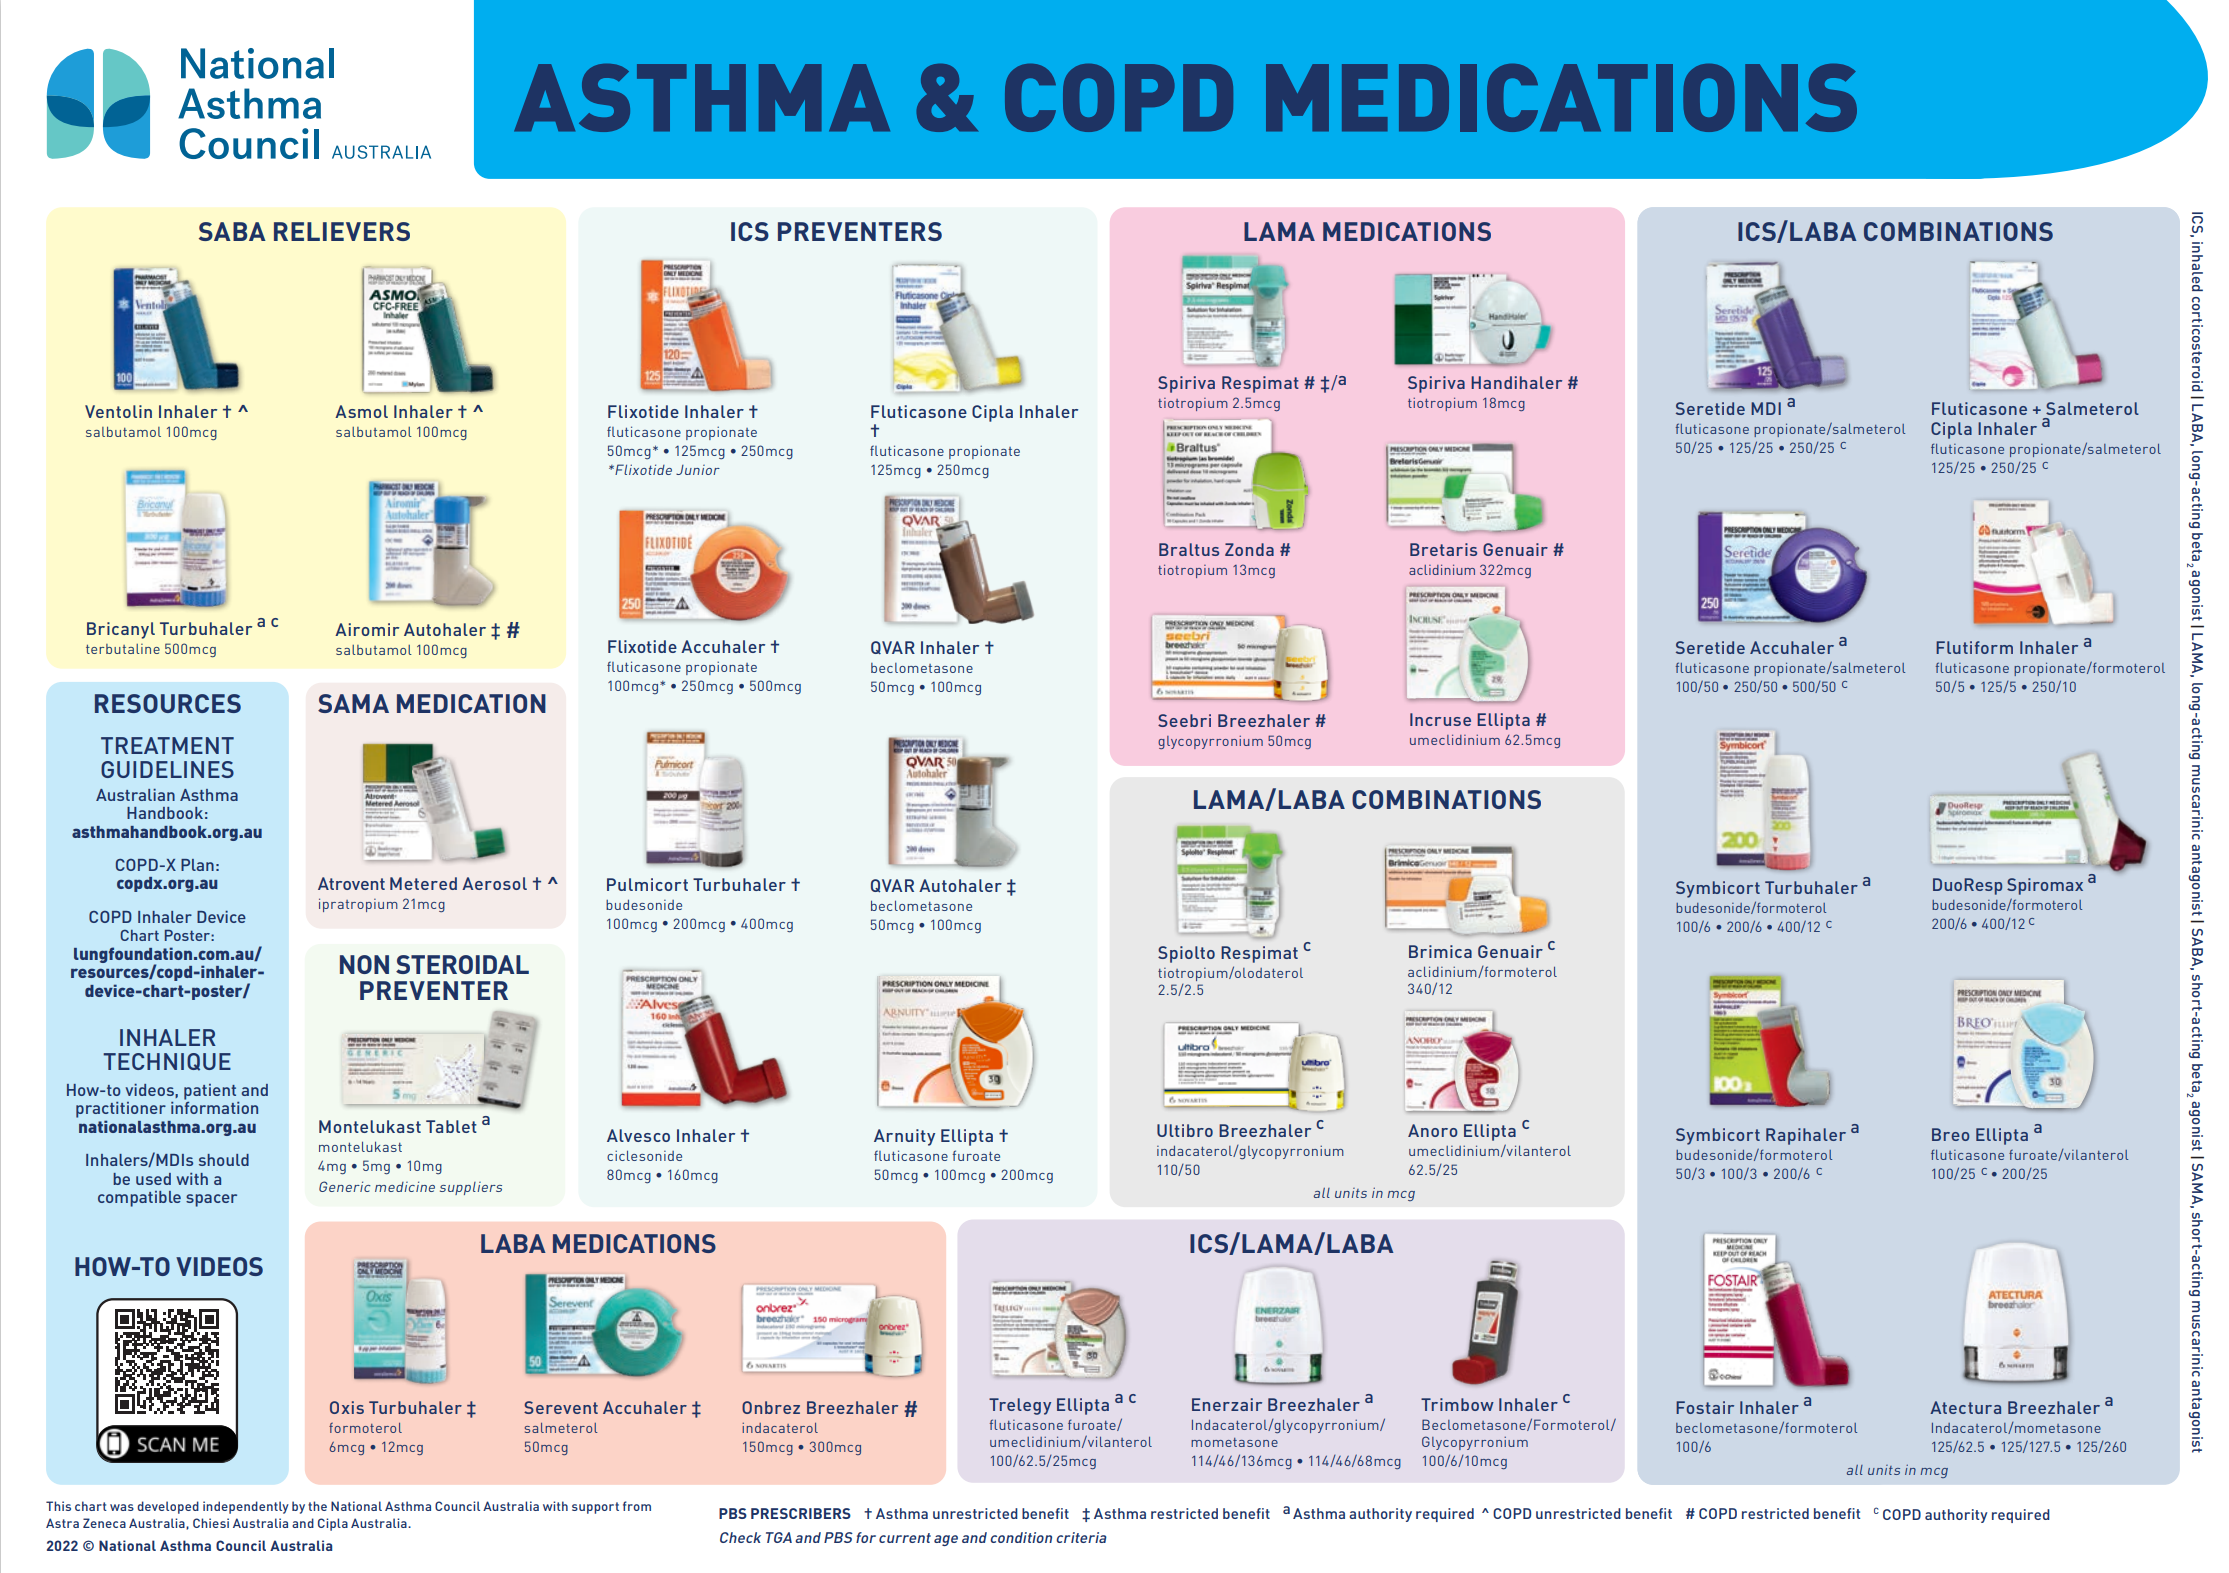 National
Asthma
Council AUSTRALIA
ASTHMA & COPD MEDICATIONS
SABA RELIEVERS
Ventolin Inhaler † ^
salbutamol 100mcg
Asmol Inhaler † ^
salbutamol 100mcg
Bricanyl Turbuhaler a c
terbutaline 500mcg
Airomir Autohaler ‡ #
salbutamol 100mcg
RESOURCES
TREATMENT
GUIDELINES
Australian Asthma
Handbook:
asthmahandbook.org.au
COPD-X Plan:
copdx.org.au
COPD Inhaler Device
Chart Poster:
lungfoundation.com.au/
resources/copd-inhaler-
device-chart-poster/
INHALER
TECHNIQUE
How-to videos, patient and
practitioner information
nationalasthma.org.au
Inhalers/MDIs should
be used with a
compatible spacer
HOW-TO VIDEOS
SCAN ME
SAMA MEDICATION
Atrovent Metered Aerosol † ^
ipratropium 21mcg
NON STEROIDAL
PREVENTER
Montelukast Tablet a
montelukast
4mg • 5mg • 10mg
Generic medicine suppliers
ICS PREVENTERS
Flixotide Inhaler †
fluticasone propionate
50mcg* • 125mcg • 250mcg
*Flixotide Junior
Fluticasone Cipla Inhaler
†
fluticasone propionate
125mcg • 250mcg
Flixotide Accuhaler †
fluticasone propionate
100mcg* • 250mcg • 500mcg
QVAR Inhaler †
beclometasone
50mcg • 100mcg
Pulmicort Turbuhaler †
budesonide
100mcg • 200mcg • 400mcg
QVAR Autohaler ‡
beclometasone
50mcg • 100mcg
Alvesco Inhaler †
ciclesonide
80mcg • 160mcg
Arnuity Ellipta †
fluticasone furoate
50mcg • 100mcg • 200mcg
LAMA MEDICATIONS
Spiriva Respimat # ‡/a
tiotropium 2.5mcg
Spiriva Handihaler #
tiotropium 18mcg
Braltus Zonda #
tiotropium 13mcg
Bretaris Genuair #
aclidinium 322mcg
Seebri Breezhaler #
glycopyrronium 50mcg
Incruse Ellipta #
umeclidinium 62.5mcg
LAMA/LABA COMBINATIONS
Spiolto Respimat c
tiotropium/olodaterol
2.5/2.5
Brimica Genuair c
aclidinium/formoterol
340/12
Ultibro Breezhaler c
indacaterol/glycopyrronium
110/50
Anoro Ellipta c
umeclidinium/vilanterol
62.5/25
all units in mcg
LABA MEDICATIONS
Oxis Turbuhaler ‡
formoterol
6mcg • 12mcg
Serevent Accuhaler ‡
salmeterol
50mcg
Onbrez Breezhaler #
indacaterol
150mcg • 300mcg
ICS/LAMA/LABA
Trelegy Ellipta a c
fluticasone furoate/
umeclidinium/vilanterol
100/62.5/25mcg
Enerzair Breezhaler a
Indacaterol/glycopyrronium/
mometasone
114/46/136mcg • 114/46/68mcg
Trimbow Inhaler c
Beclometasone/Formoterol/
Glycopyrronium
100/6/10mcg
ICS/LABA COMBINATIONS
Seretide MDI a
fluticasone propionate/salmeterol
50/25 • 125/25 • 250/25 c
Fluticasone + Salmeterol
Cipla Inhaler a
fluticasone propionate/salmeterol
125/25 • 250/25 c
Seretide Accuhaler a
fluticasone propionate/salmeterol
100/50 • 250/50 • 500/50 c
Flutiform Inhaler a
fluticasone propionate/formoterol
50/5 • 125/5 • 250/10
Symbicort Turbuhaler a
budesonide/formoterol
100/6 • 200/6 • 400/12 c
DuoResp Spiromax a
budesonide/formoterol
200/6 • 400/12 c
Symbicort Rapihaler a
budesonide/formoterol
50/3 • 100/3 • 200/6 c
Breo Ellipta a
fluticasone furoate/vilanterol
100/25 c • 200/25
Fostair Inhaler a
beclometasone/formoterol
100/6
Atectura Breezhaler a
Indacaterol/mometasone
125/62.5 • 125/127.5 • 125/260
all units in mcg
ICS, inhaled corticosteroid | LABA, long-acting beta2 agonist | LAMA, long-acting muscarinic antagonist | SABA, short-acting beta2 agonist | SAMA, short-acting muscarinic antagonist
This chart was developed independently by the National Asthma Council Australia with support from
Astra Zeneca Australia, Chiesi Australia and Cipla Australia.
2022 © National Asthma Council Australia
PBS PRESCRIBERS † Asthma unrestricted benefit ‡ Asthma restricted benefit a Asthma authority required ^ COPD unrestricted benefit # COPD restricted benefit c COPD authority required
Check TGA and PBS for current age and condition criteria